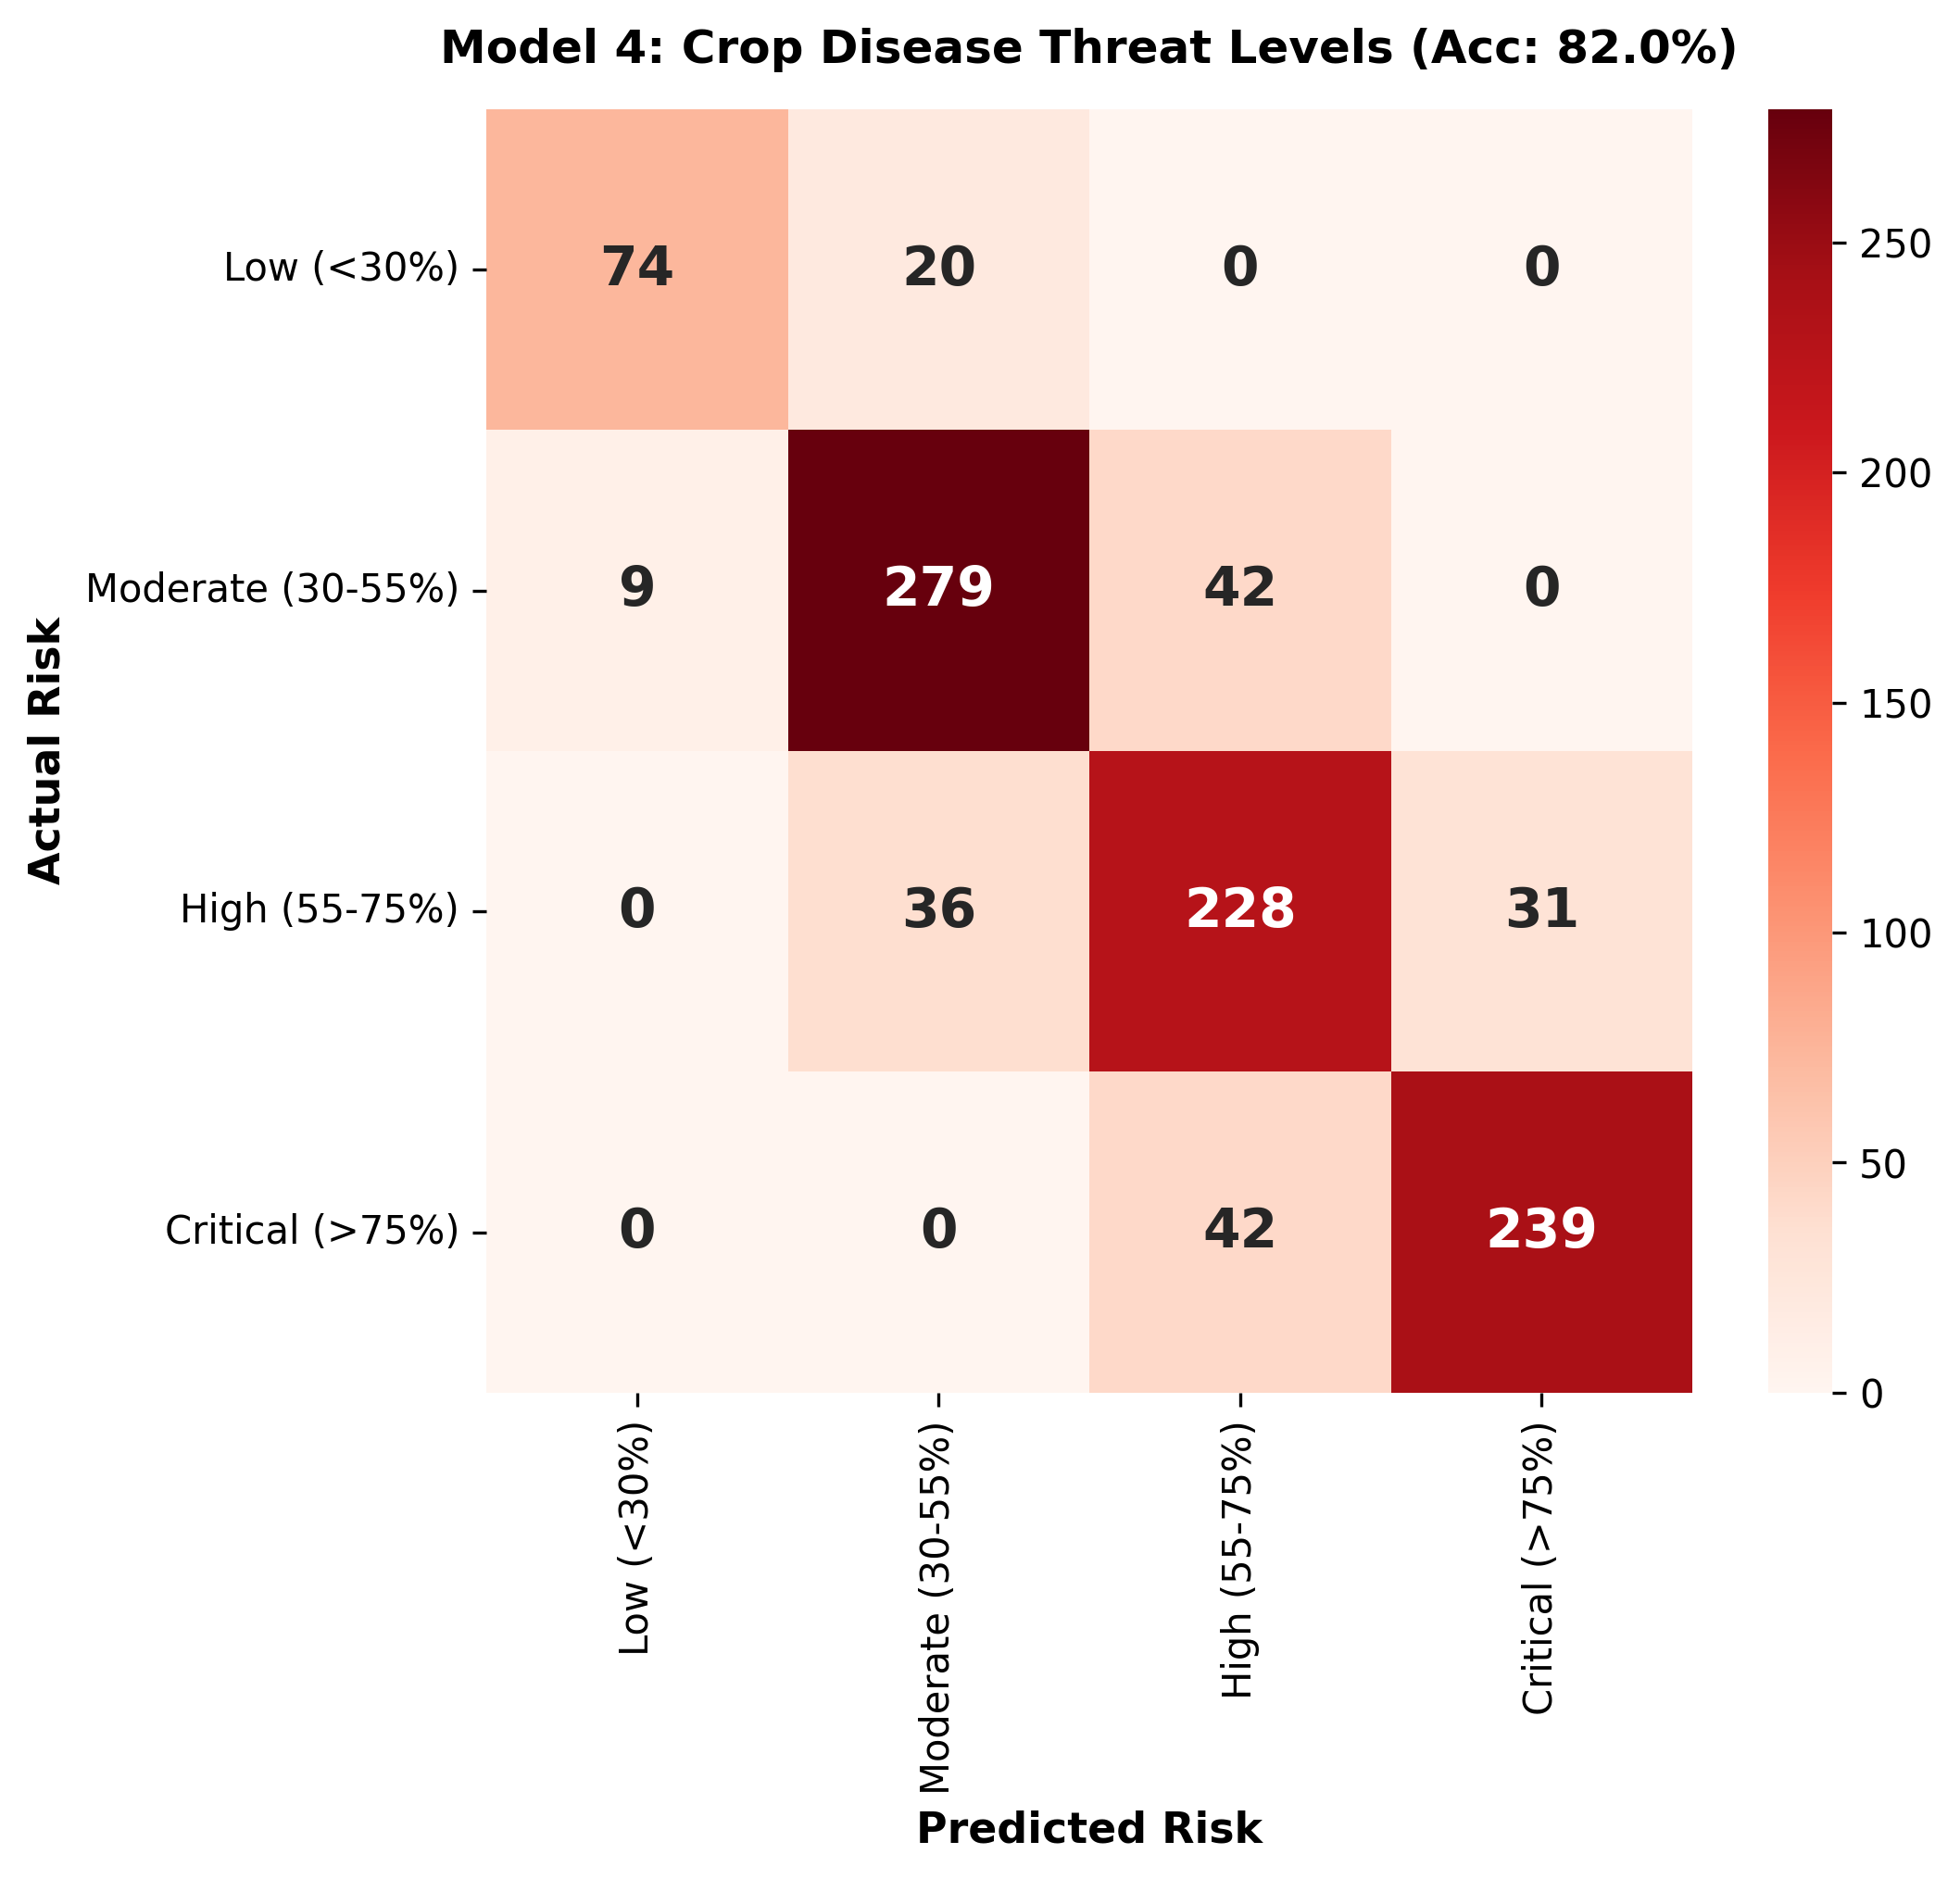 Model 4: Crop Disease Threat Levels (Acc: 82.0%)
Actual Risk
Low (<30%) 74 20 0 0
Moderate (30-55%) 9 279 42 0
High (55-75%) 0 36 228 31
Critical (>75%) 0 0 42 239
Low (<30%) Moderate (30-55%) High (55-75%) Critical (>75%)
Predicted Risk
250
200
150
100
50
0